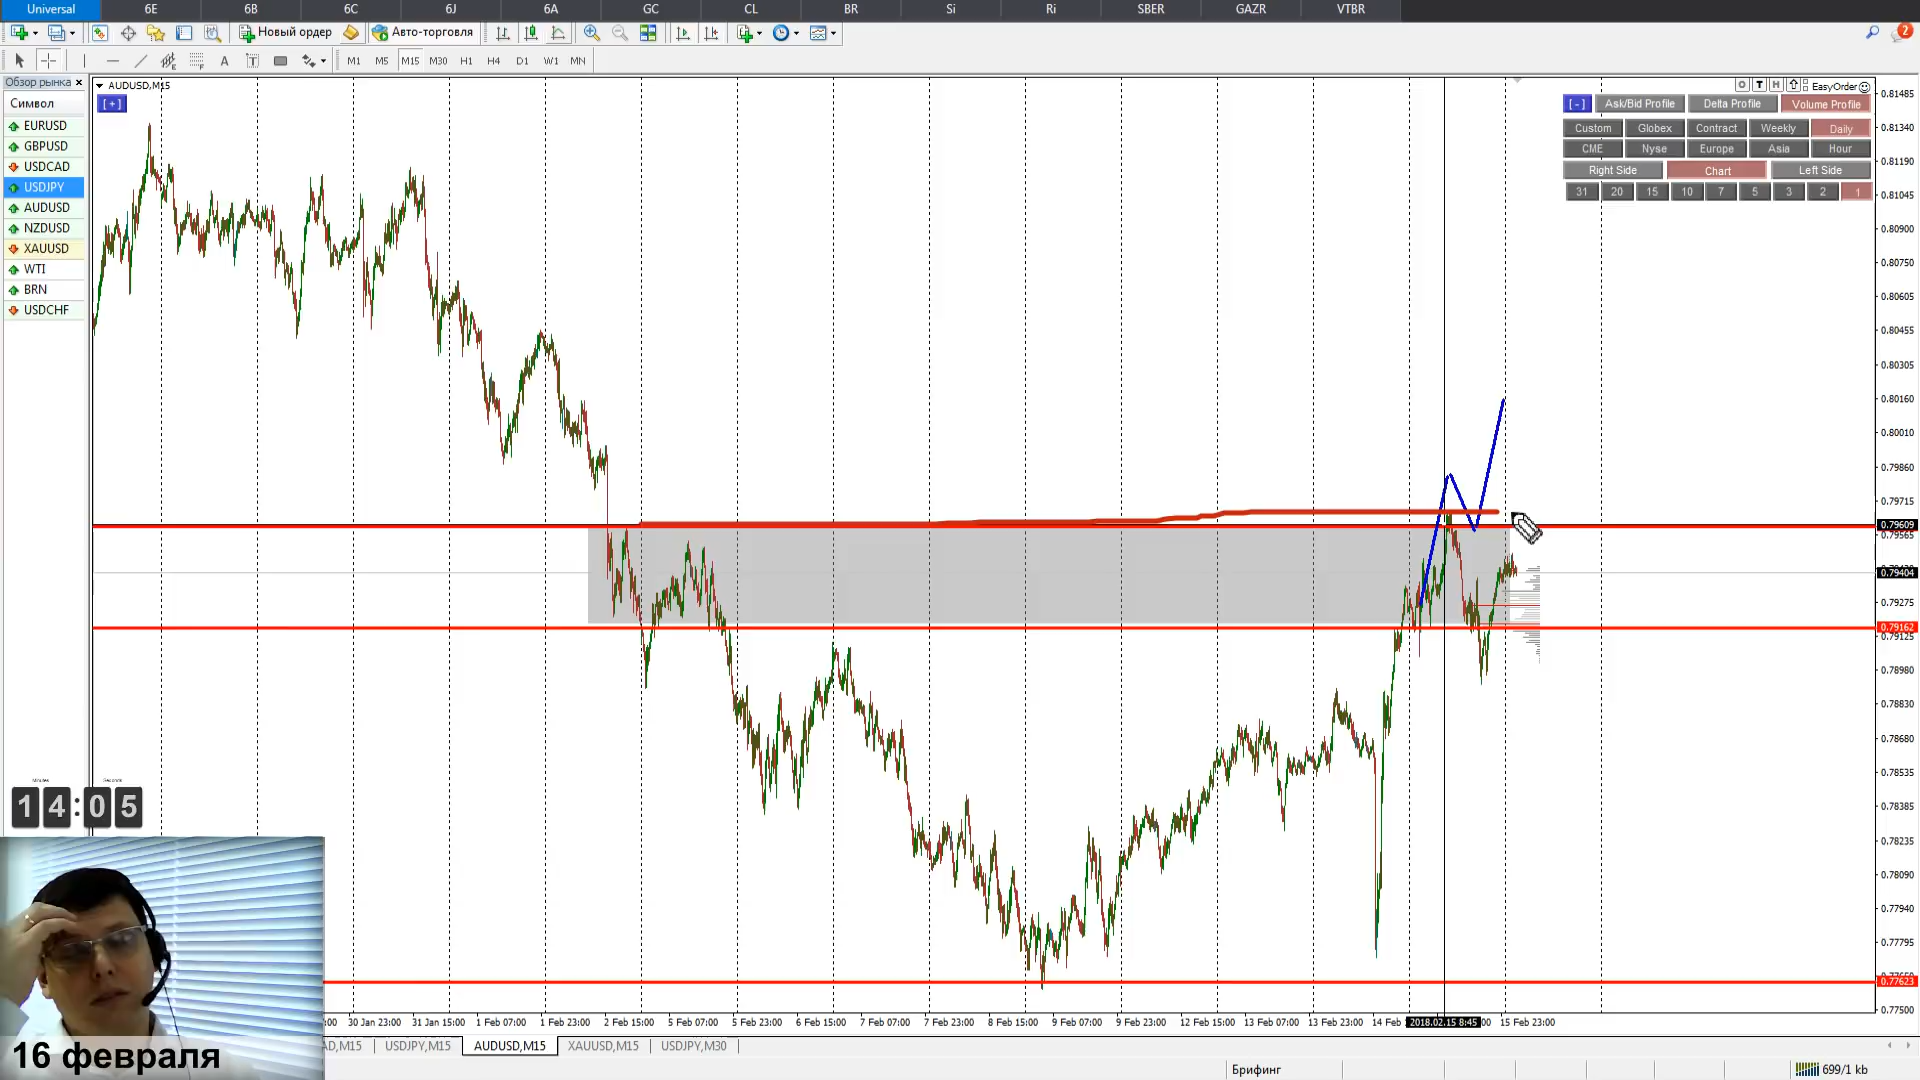 Universal 6E 6B 6C 6J 6A GC CL BR Si Ri SBER GAZR VTBR
Новый ордер Авто-торговля 2
A T M1 M5 M15 M30 H1 H4 D1 W1 MN
Обзор рынка ×
Символ
EURUSD
GBPUSD
USDCAD
USDJPY
AUDUSD
NZDUSD
XAUUSD
WTI
BRN
USDCHF
AUDUSD,M15
[+]
O T H EasyOrder
[-] Ask/Bid Profile Delta Profile Volume Profile
Custom Globex Contract Weekly Daily
CME Nyse Europe Asia Hour
Right Side Chart Left Side
31 20 15 10 7 5 3 2 1
0.81485
0.81340
0.81190
0.81045
0.80900
0.80750
0.80605
0.80455
0.80305
0.80160
0.80010
0.79860
0.79715
0.79609
0.79565
0.79404
0.79275
0.79162
0.79125
0.78980
0.78830
0.78680
0.78535
0.78385
0.78235
0.78090
0.77940
0.77795
0.77623
0.77500
Minutes Seconds
14:05
30 Jan 23:00 31 Jan 15:00 1 Feb 07:00 1 Feb 23:00 2 Feb 15:00 5 Feb 07:00 5 Feb 23:00 6 Feb 15:00 7 Feb 07:00 7 Feb 23:00 8 Feb 15:00 9 Feb 07:00 9 Feb 23:00 12 Feb 15:00 13 Feb 07:00 13 Feb 23:00 14 2018.02.15 8:45 15 Feb 23:00
D,M15 USDJPY,M15 AUDUSD,M15 XAUUSD,M15 USDJPY,M30
16 февраля
Брифинг 699/1 kb